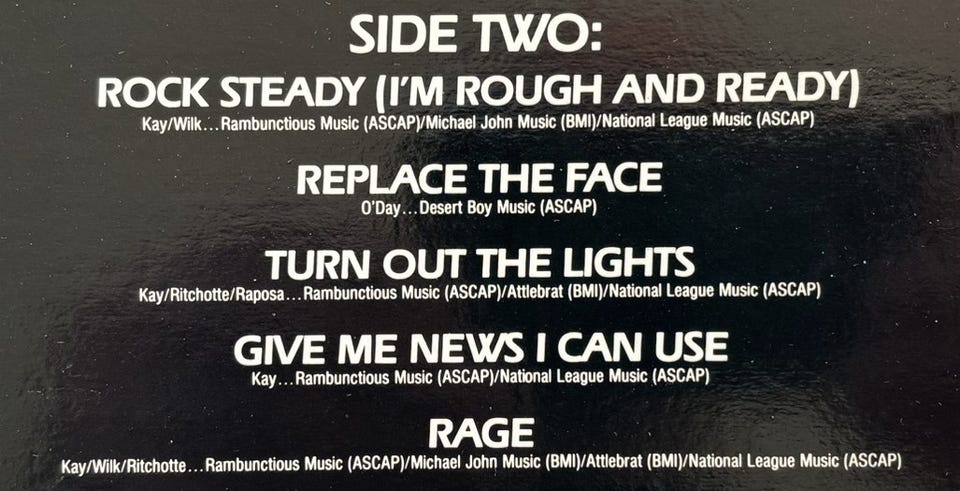 SIDE TWO:
ROCK STEADY (I'M ROUGH AND READY)
Kay/Wilk...Rambunctious Music (ASCAP)/Michael John Music (BMI)/National League Music (ASCAP)
REPLACE THE FACE
O'Day...Desert Boy Music (ASCAP)
TURN OUT THE LIGHTS
Kay/Ritchotte/Raposa...Rambunctious Music (ASCAP)/Attlebrat (BMI)/National League Music (ASCAP)
GIVE ME NEWS I CAN USE
Kay...Rambunctious Music (ASCAP)/National League Music (ASCAP)
RAGE
Kay/Wilk/Ritchotte...Rambunctious Music (ASCAP)/Michael John Music (BMI)/Attlebrat (BMI)/National League Music (ASCAP)